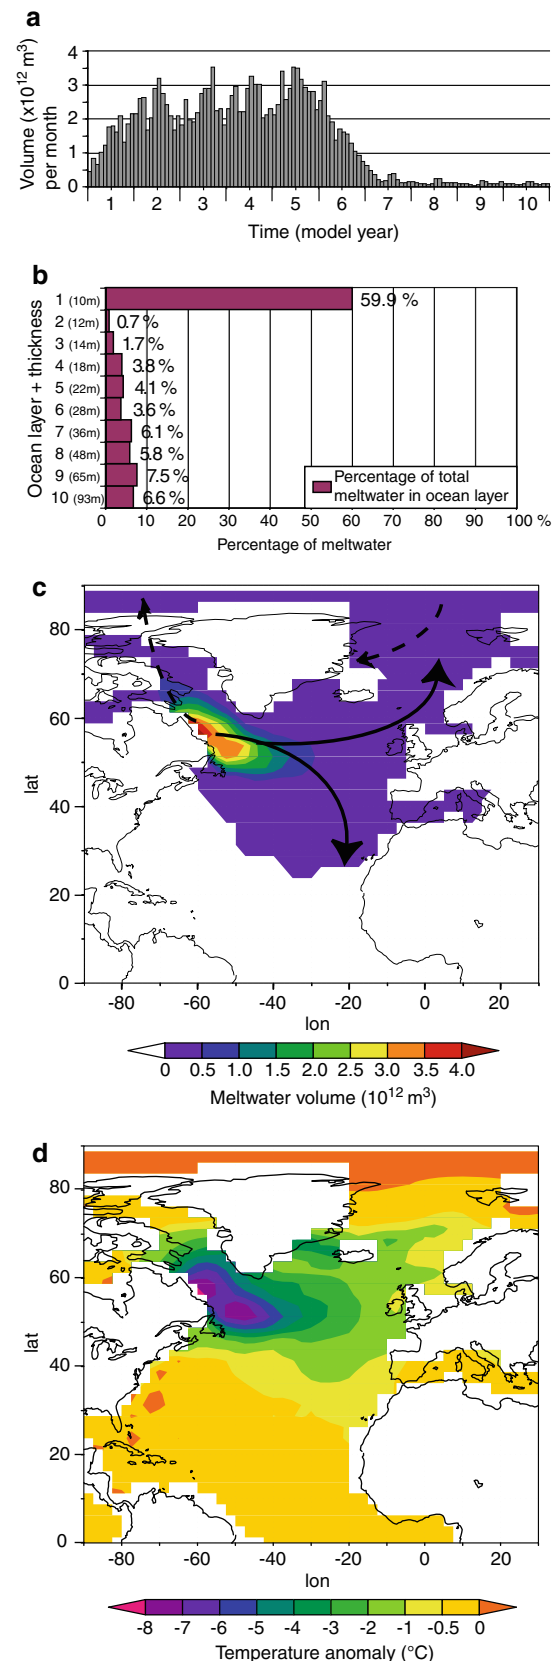 a
Volume (x10¹² m³)
per month
4
3
2
1
0
1 2 3 4 5 6 7 8 9 10
Time (model year)
b
Ocean layer + thickness
1 (10m) 59.9 %
2 (12m) 0.7 %
3 (14m) 1.7 %
4 (18m) 3.8 %
5 (22m) 4.1 %
6 (28m) 3.6 %
7 (36m) 6.1 %
8 (48m) 5.8 %
9 (65m) 7.5 %
10 (93m) 6.6 %
Percentage of total
meltwater in ocean layer
0 10 20 30 40 50 60 70 80 90 100 %
Percentage of meltwater
c
80
60
lat
40
20
0
-80 -60 -40 -20 0 20
lon
0 0.5 1.0 1.5 2.0 2.5 3.0 3.5 4.0
Meltwater volume (10¹² m³)
d
80
60
lat
40
20
0
-80 -60 -40 -20 0 20
lon
-8 -7 -6 -5 -4 -3 -2 -1 -0.5 0
Temperature anomaly (°C)